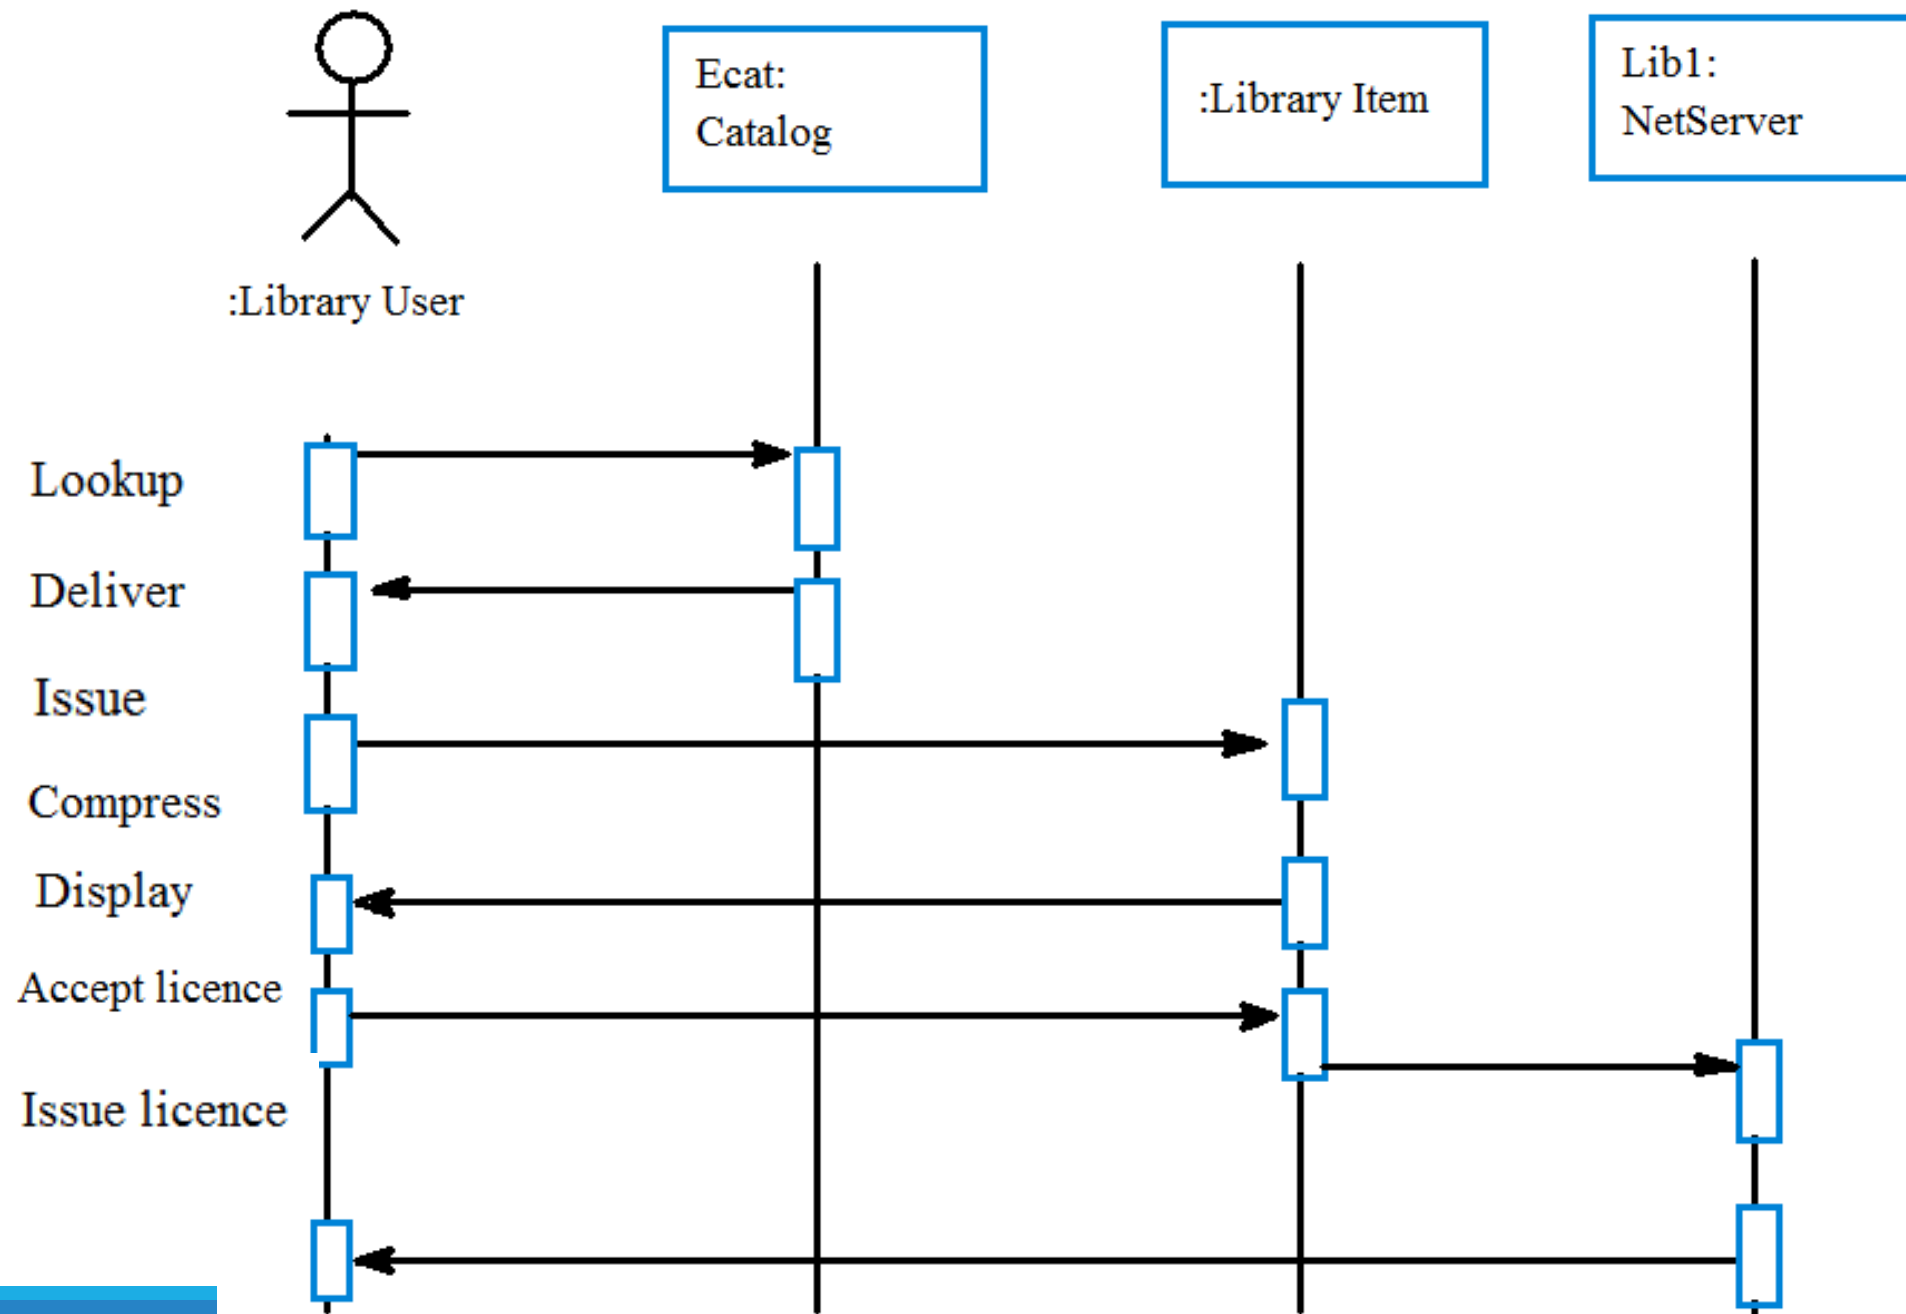 Ecat:
Catalog
:Library Item
Lib1:
NetServer
:Library User
Lookup
Deliver
Issue
Compress
Display
Accept licence
Issue licence